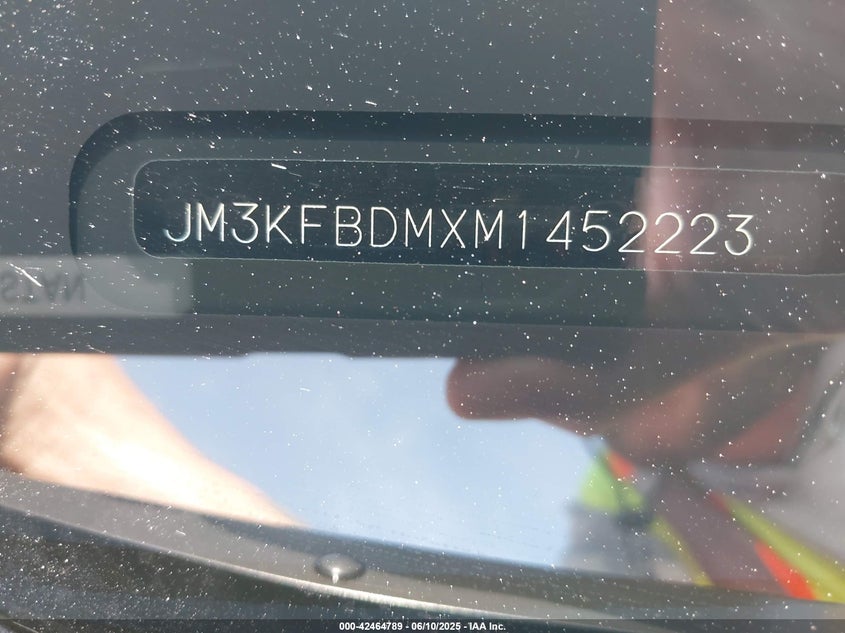 JM3KFBDMXM1452223
000-42464789 - 06/10/2025 - IAA Inc.